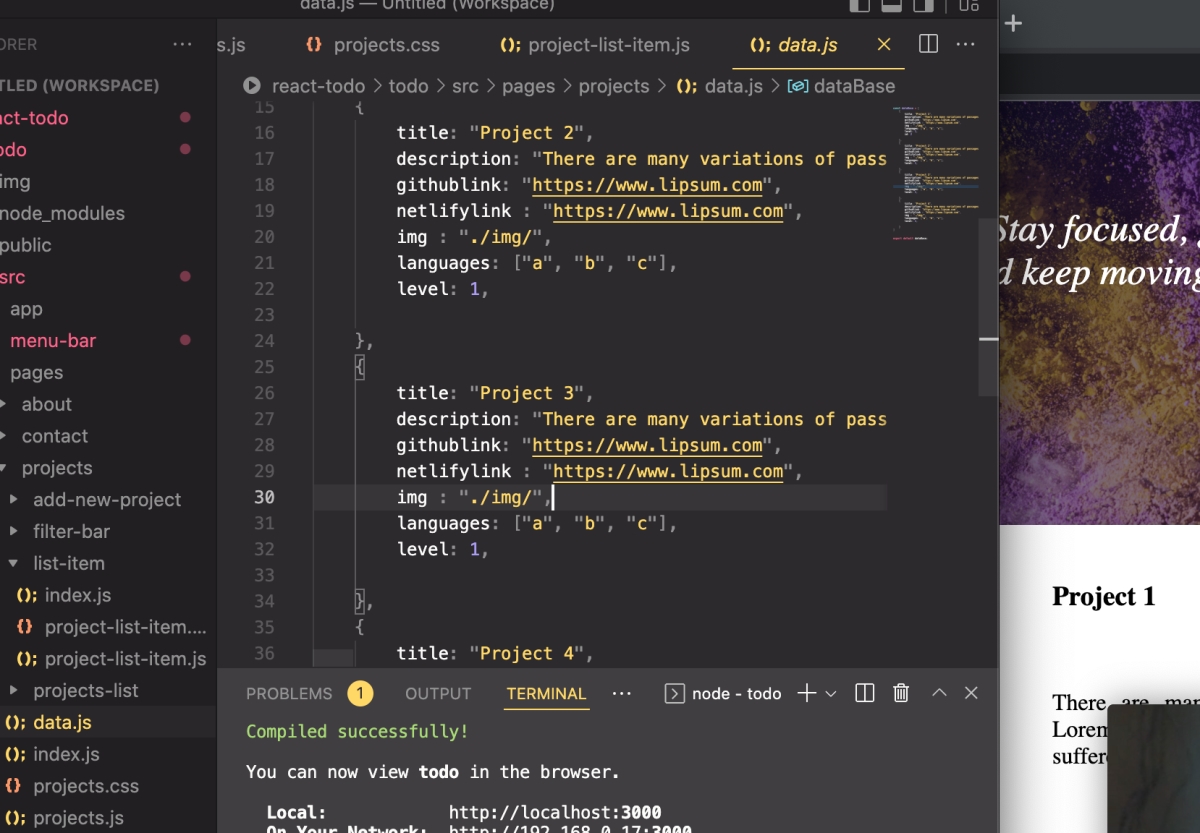 data.js — Untitled (Workspace)
ORER
TLED (WORKSPACE)
act-todo
odo
img
node_modules
public
src
app
menu-bar
pages
about
contact
projects
add-new-project
filter-bar
list-item
index.js
project-list-item....
project-list-item.js
projects-list
data.js
index.js
projects.css
projects.js
s.js
{} projects.css
(); project-list-item.js
(); data.js
react-todo > todo > src > pages > projects > (); data.js > dataBase
15 {
16 title: "Project 2",
17 description: "There are many variations of pass
18 githublink: "https://www.lipsum.com",
19 netlifylink : "https://www.lipsum.com",
20 img : "./img/",
21 languages: ["a", "b", "c"],
22 level: 1,
23
24 },
25 {
26 title: "Project 3",
27 description: "There are many variations of pass
28 githublink: "https://www.lipsum.com",
29 netlifylink : "https://www.lipsum.com",
30 img : "./img/",
31 languages: ["a", "b", "c"],
32 level: 1,
33
34 },
35 {
36 title: "Project 4",
PROBLEMS 1 OUTPUT TERMINAL ... node - todo
Compiled successfully!
You can now view todo in the browser.
Local: http://localhost:3000
On Your Network: http://192.168.0.17:3000
Stay focused,
d keep moving
Project 1
There are man
Lorem
suffere